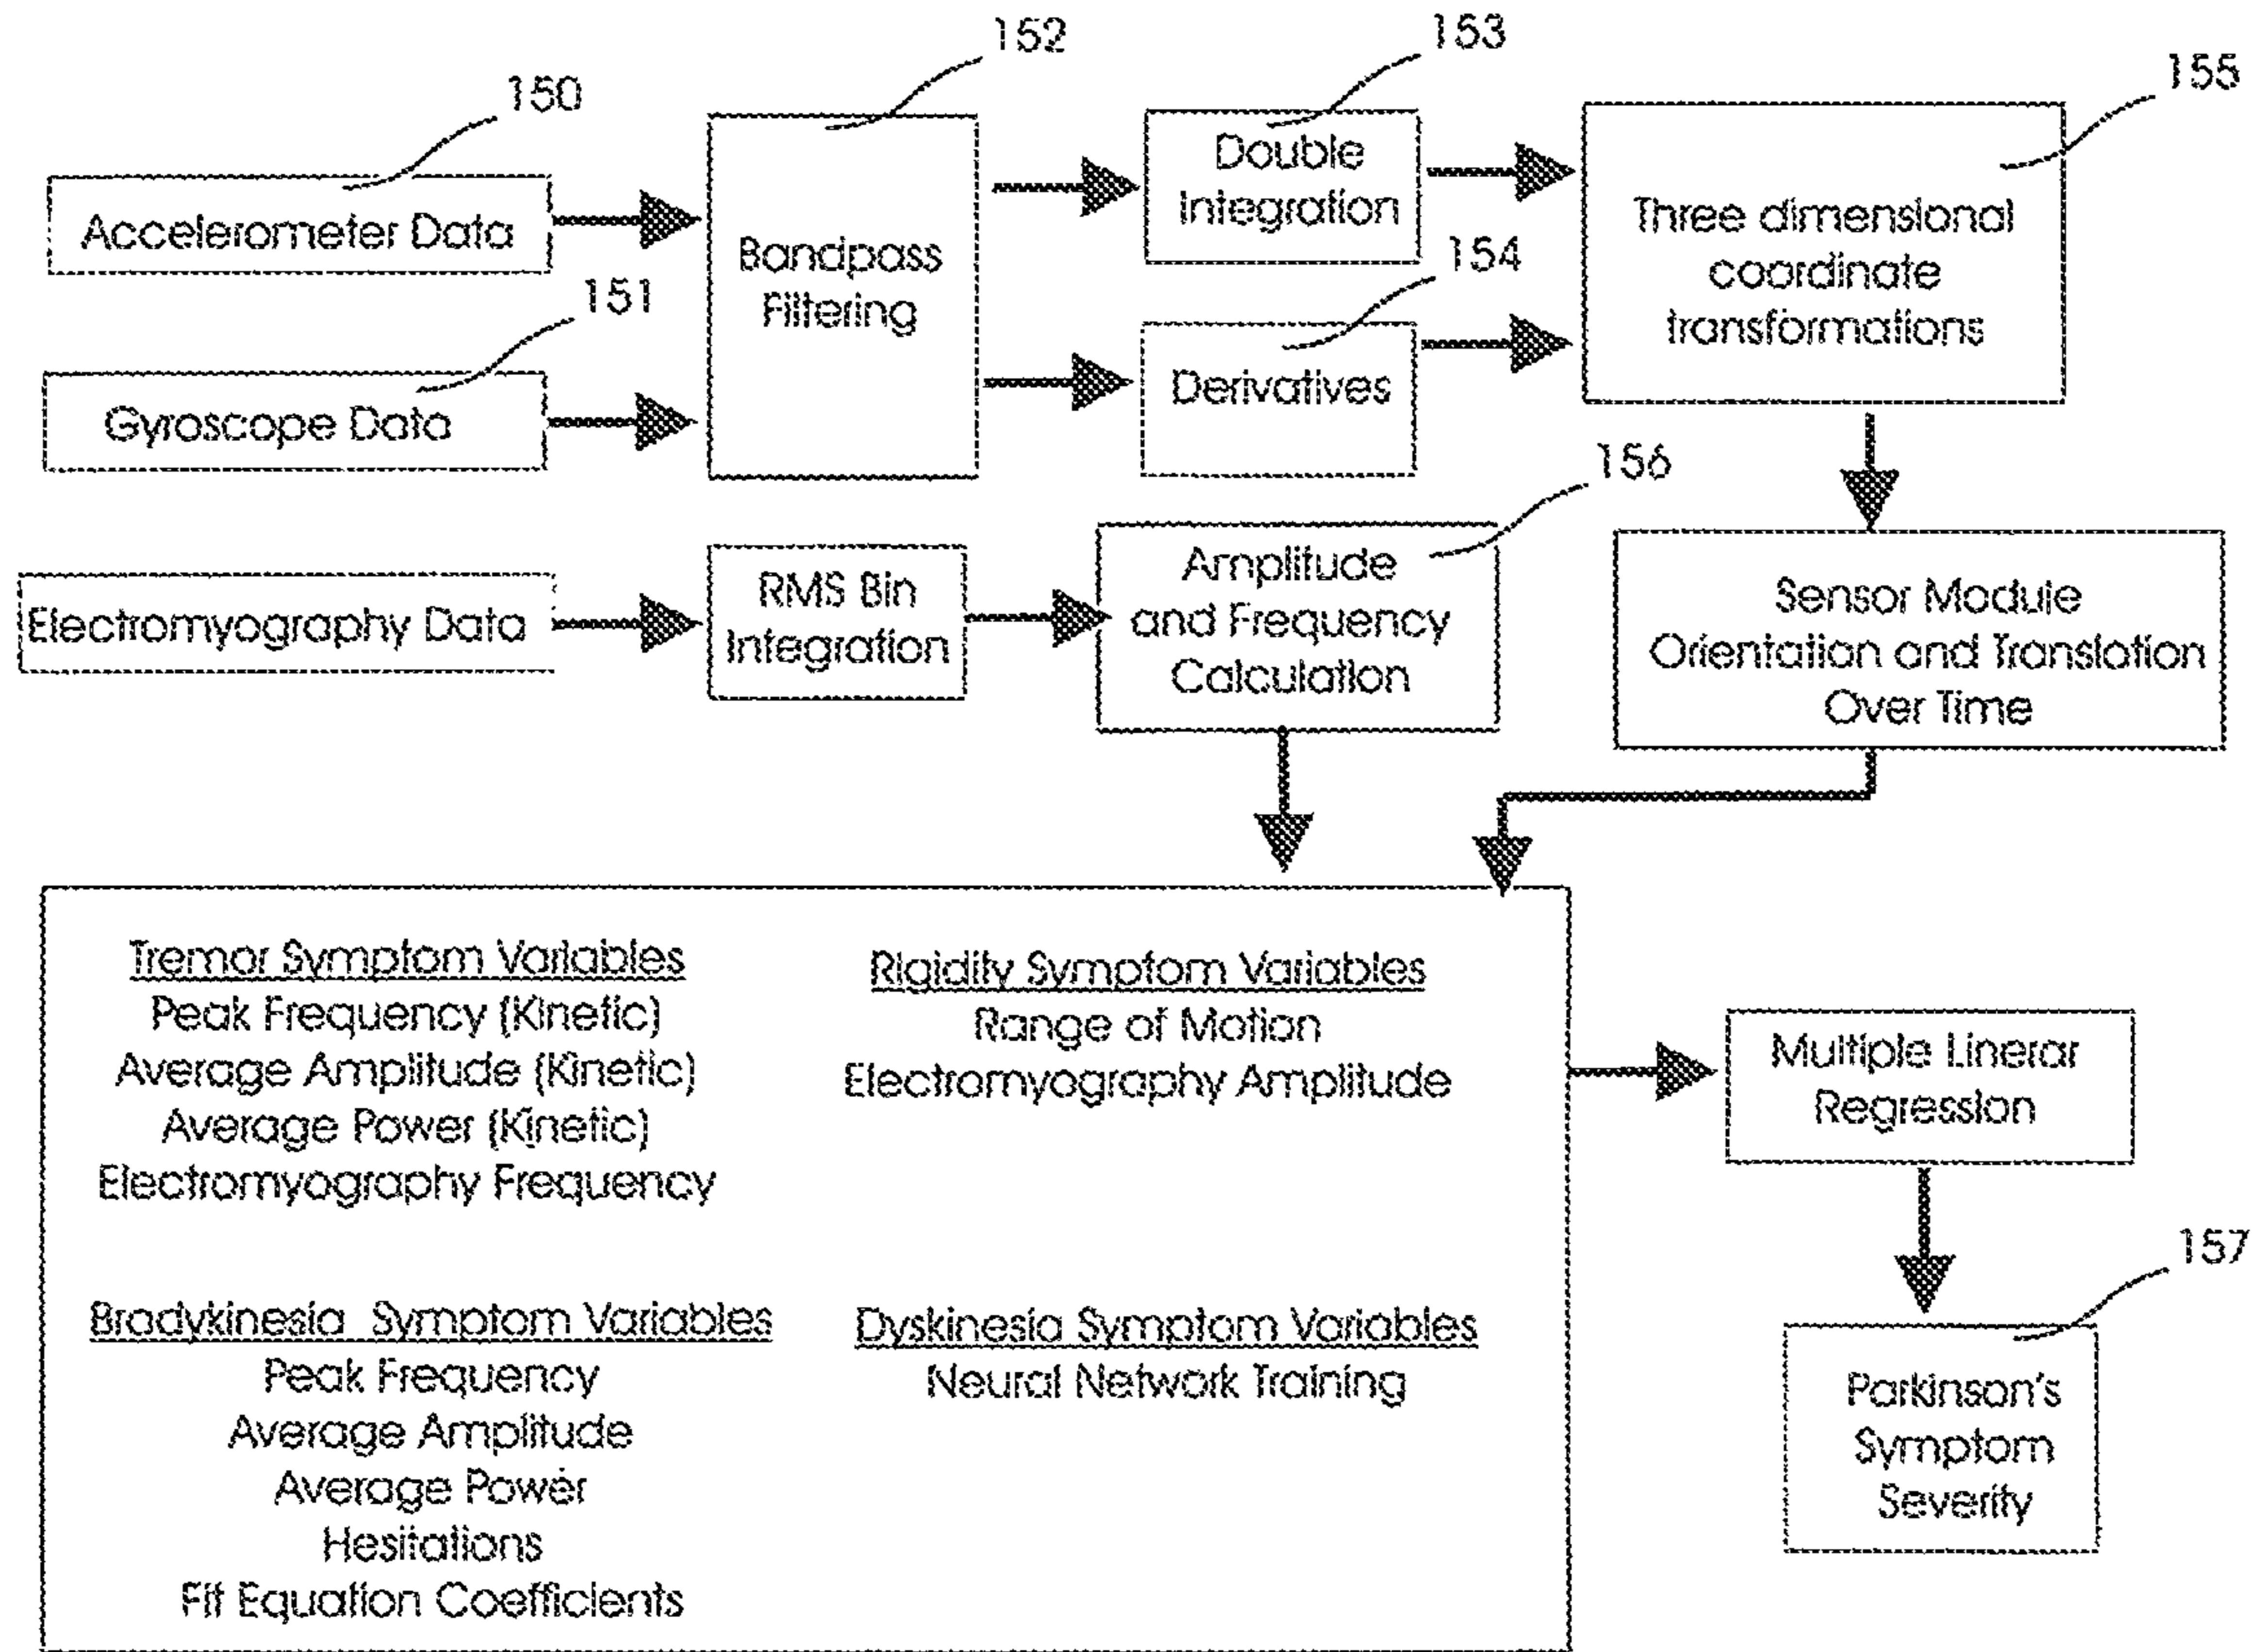 152
153
155
150
Accelerometer Data
Bandpass
Filtering
Double
Integration
Three dimensional
coordinate
transformations
151
154
Gyroscope Data
Derivatives
156
Electromyography Data
RMS Bin
Integration
Amplitude
and Frequency
Calculation
Sensor Module
Orientation and Translation
Over Time
Tremor Symptom Variables
Peak Frequency (Kinetic)
Average Amplitude (Kinetic)
Average Power (Kinetic)
Electromyography Frequency
Rigidity Symptom Variables
Range of Motion
Electromyography Amplitude
Bradykinesia Symptom Variables
Peak Frequency
Average Amplitude
Average Power
Hesitations
Fit Equation Coefficients
Dyskinesia Symptom Variables
Neural Network Training
Multiple Linerar
Regression
157
Parkinson's
Symptom
Severity